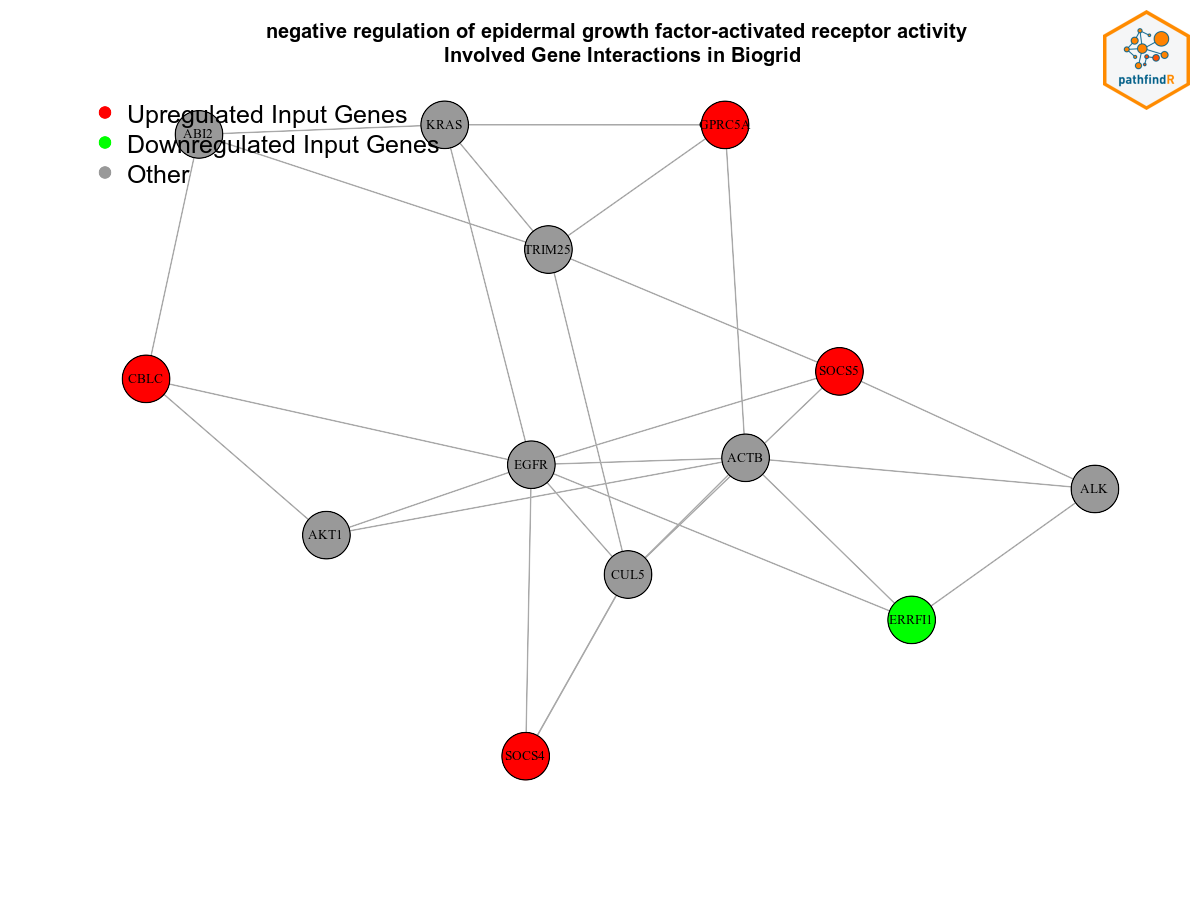 negative regulation of epidermal growth factor-activated receptor activity
Involved Gene Interactions in Biogrid
pathfindR
Upregulated Input Genes
Downregulated Input Genes
Other
ABI2
KRAS
GPRC5A
TRIM25
CBLC
SOCS5
EGFR
ACTB
ALK
AKT1
CUL5
ERRFI1
SOCS4